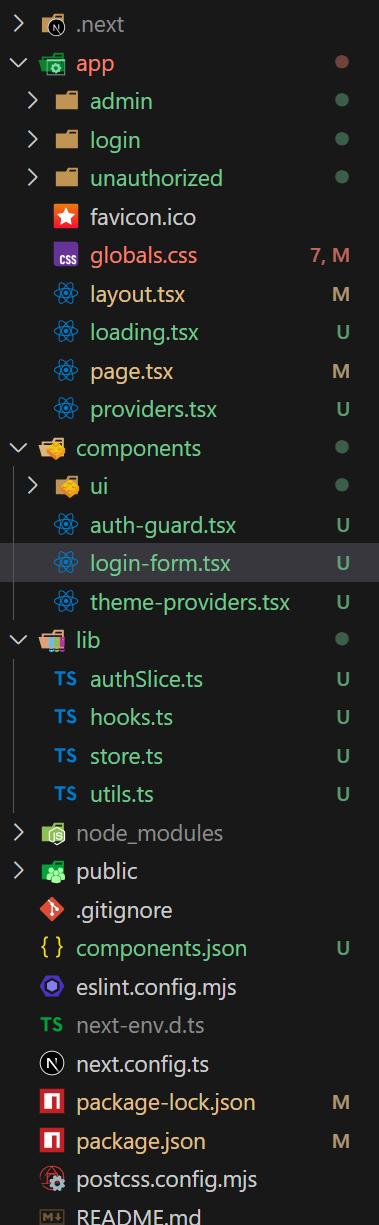 .next
app
admin
login
unauthorized
favicon.ico
CSS globals.css 7, M
layout.tsx M
loading.tsx U
page.tsx M
providers.tsx U
components
ui
auth-guard.tsx U
login-form.tsx U
theme-providers.tsx U
lib
TS authSlice.ts U
TS hooks.ts U
TS store.ts U
TS utils.ts U
node_modules
public
.gitignore
{ } components.json U
eslint.config.mjs
TS next-env.d.ts
next.config.ts
package-lock.json M
package.json M
postcss.config.mjs
README.md